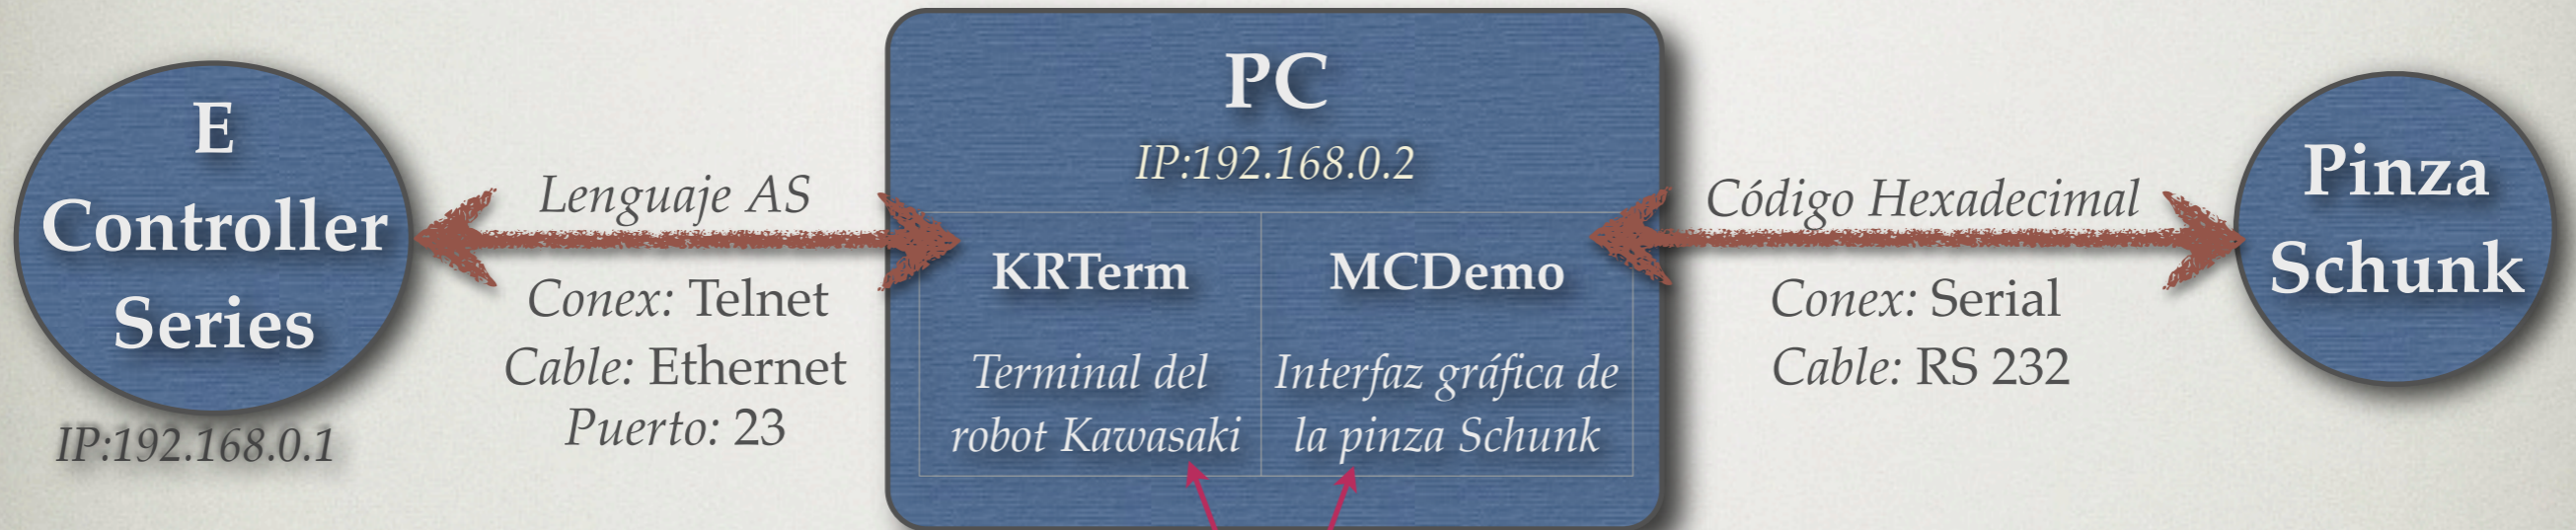 E
Controller
Series
IP:192.168.0.1
Lenguaje AS
Conex: Telnet
Cable: Ethernet
Puerto: 23
PC
IP:192.168.0.2
KRTerm
Terminal del
robot Kawasaki
MCDemo
Interfaz gráfica de
la pinza Schunk
Código Hexadecimal
Conex: Serial
Cable: RS 232
Pinza
Schunk